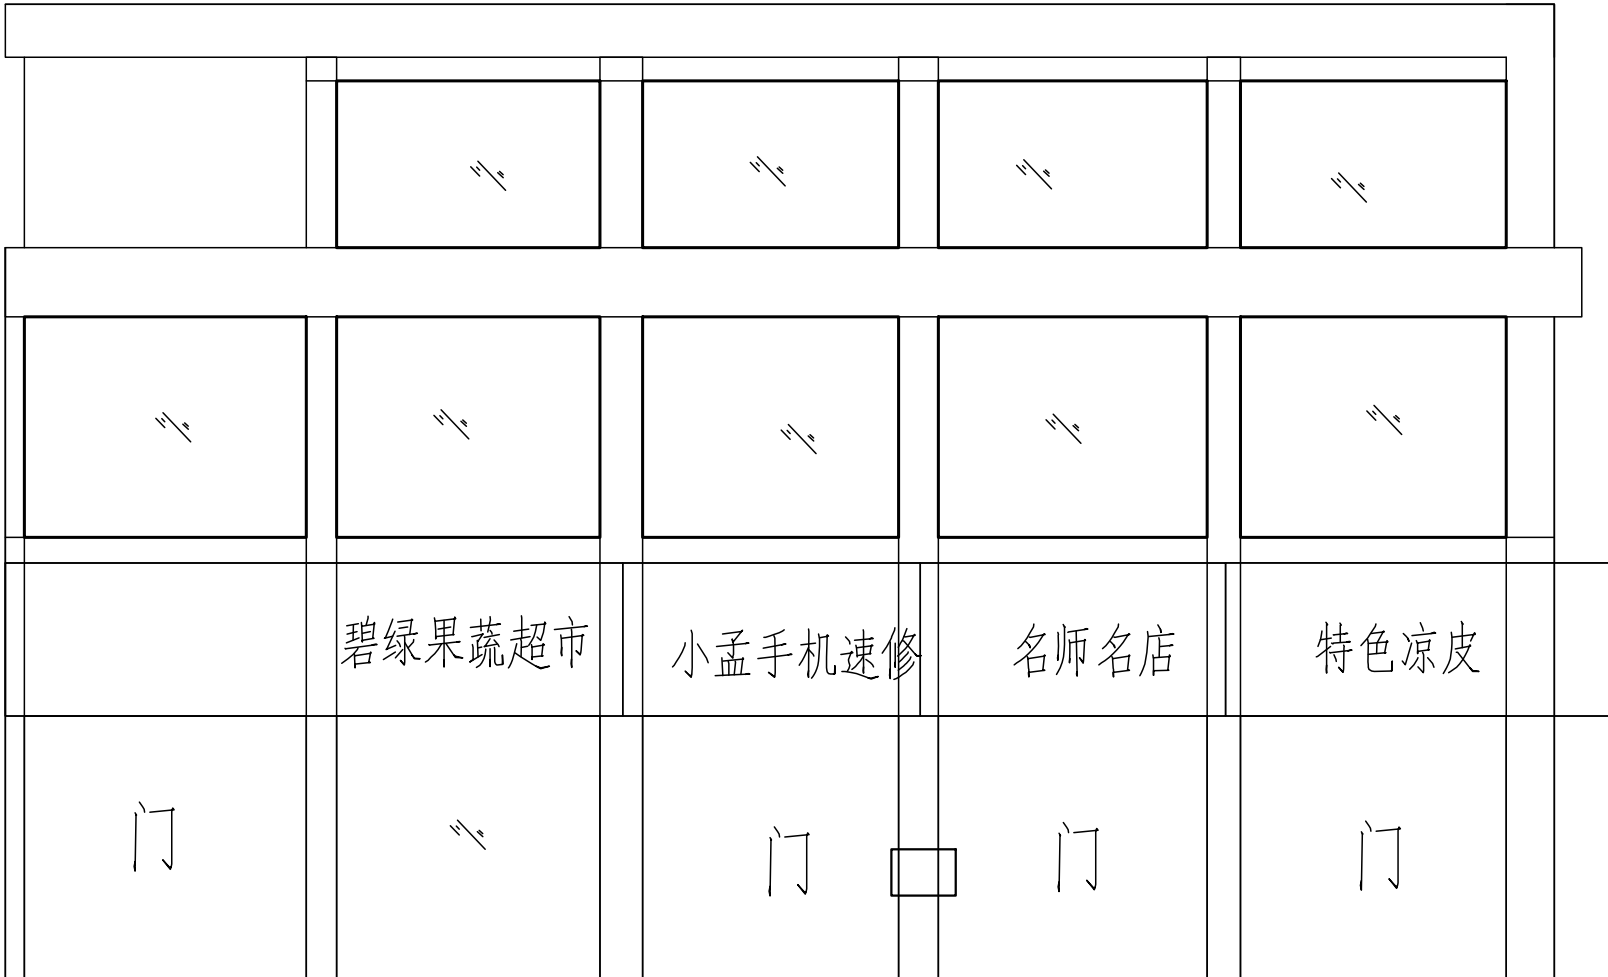 碧绿果蔬超市
小孟手机速修
名师名店
特色凉皮
门
门
门
门